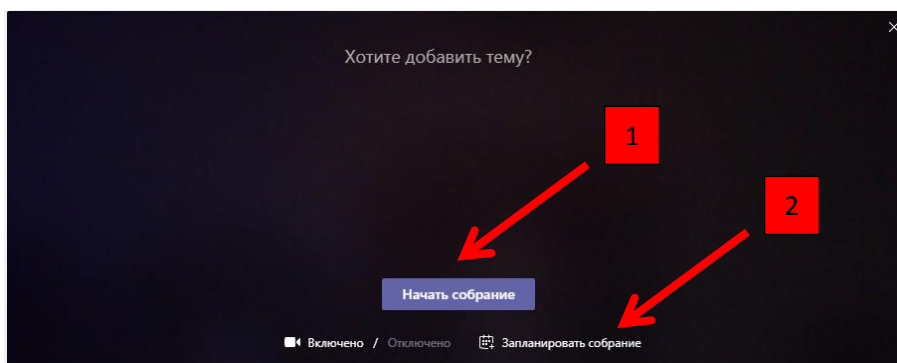 Хотите добавить тему?
1
2
Начать собрание
Включено / Отключено Запланировать собрание